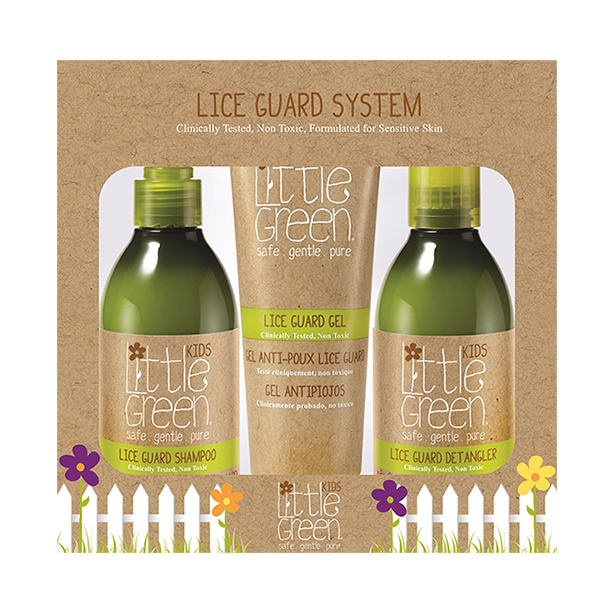 LICE GUARD SYSTEM
Clinically Tested, Non Toxic, Formulated for Sensitive Skin
Little
Green®
safe gentle pure
LICE GUARD GEL
Clinically Tested, Non Toxic
GEL ANTI-POUX LICE GUARD
Testé cliniquement, non toxique
GEL ANTIPIOJOS
Clínicamente probado, no tóxico
KIDS
Little
Green®
safe gentle pure
LICE GUARD SHAMPOO
Clinically Tested, Non Toxic
KIDS
Little
Green®
safe gentle pure
LICE GUARD DETANGLER
Clinically Tested, Non Toxic
KIDS
Little
Green®
safe gentle pure